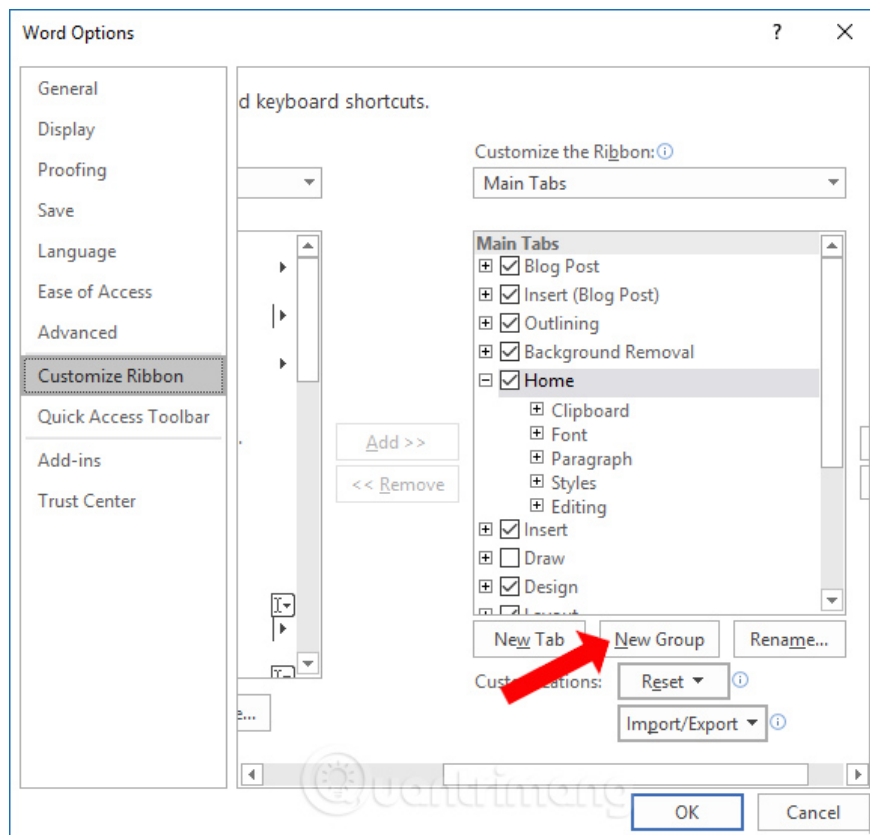 Word Options
?
General
Display
Proofing
Save
Language
Ease of Access
Advanced
Customize Ribbon
Quick Access Toolbar
Add-ins
Trust Center
d keyboard shortcuts.
Customize the Ribbon:
Main Tabs
Main Tabs
Blog Post
Insert (Blog Post)
Outlining
Background Removal
Home
Clipboard
Font
Paragraph
Styles
Editing
Insert
Draw
Design
Layout
Add >>
<< Remove
New Tab
New Group
Rename...
Customizations:
Reset
Import/Export
e...
Quantrimang
OK
Cancel